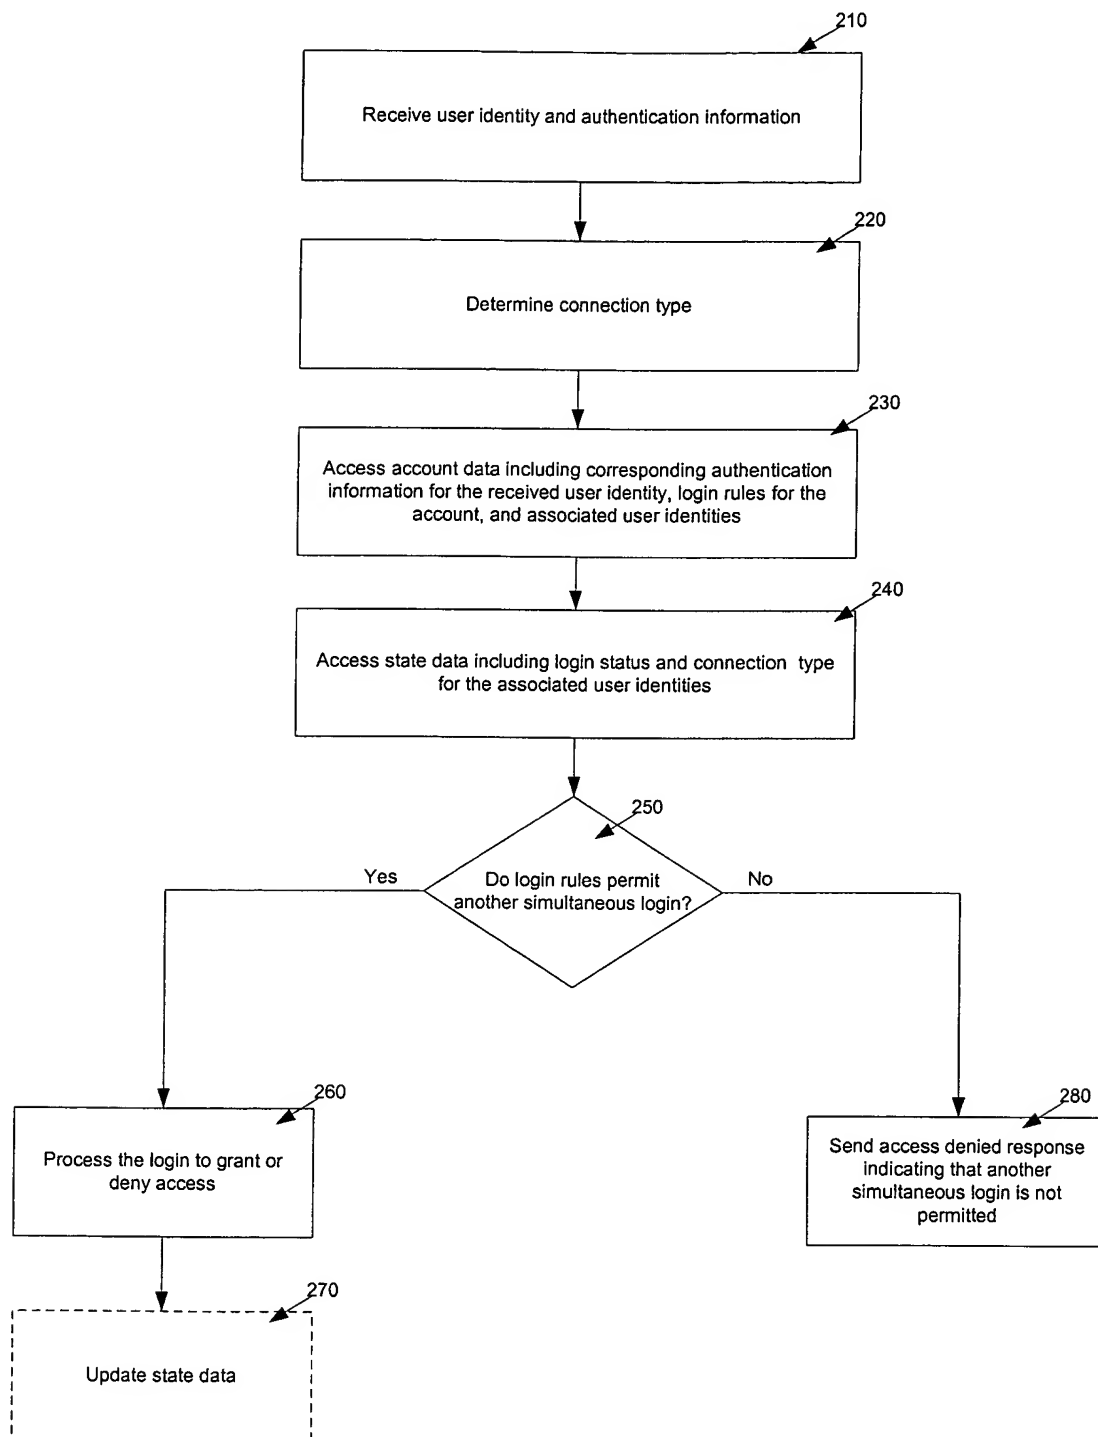 210
Receive user identity and authentication information
220
Determine connection type
230
Access account data including corresponding authentication
information for the received user identity, login rules for the
account, and associated user identities
240
Access state data including login status and connection type
for the associated user identities
250
Yes
Do login rules permit
another simultaneous login?
No
260
Process the login to grant or
deny access
280
Send access denied response
indicating that another
simultaneous login is not
permitted
270
Update state data